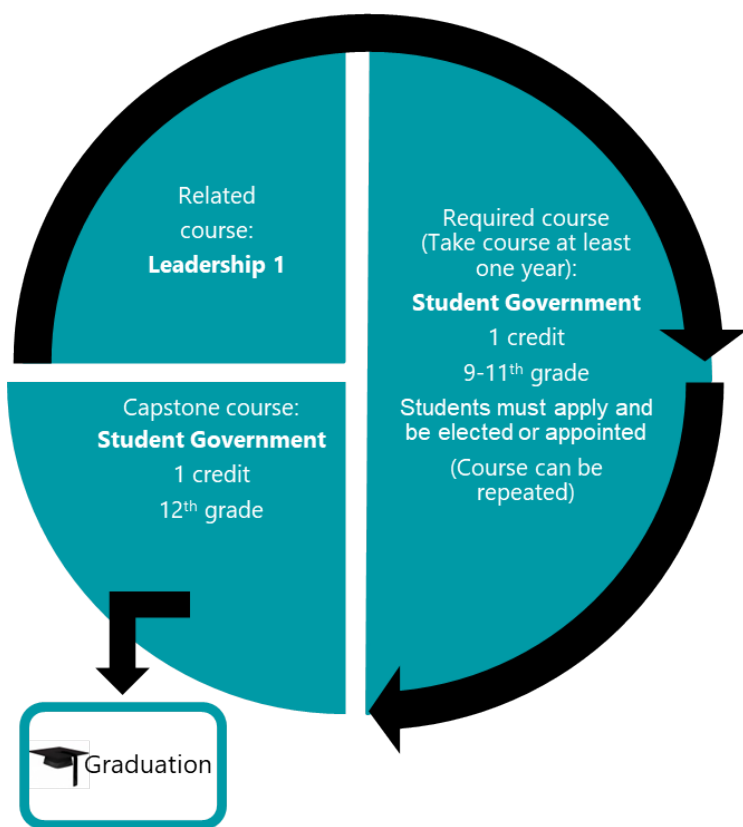 Related
course:
Leadership 1
Required course
(Take course at least
one year):
Student Government
1 credit
9-11th grade
Students must apply and
be elected or appointed
(Course can be
repeated)
Capstone course:
Student Government
1 credit
12th grade
Graduation